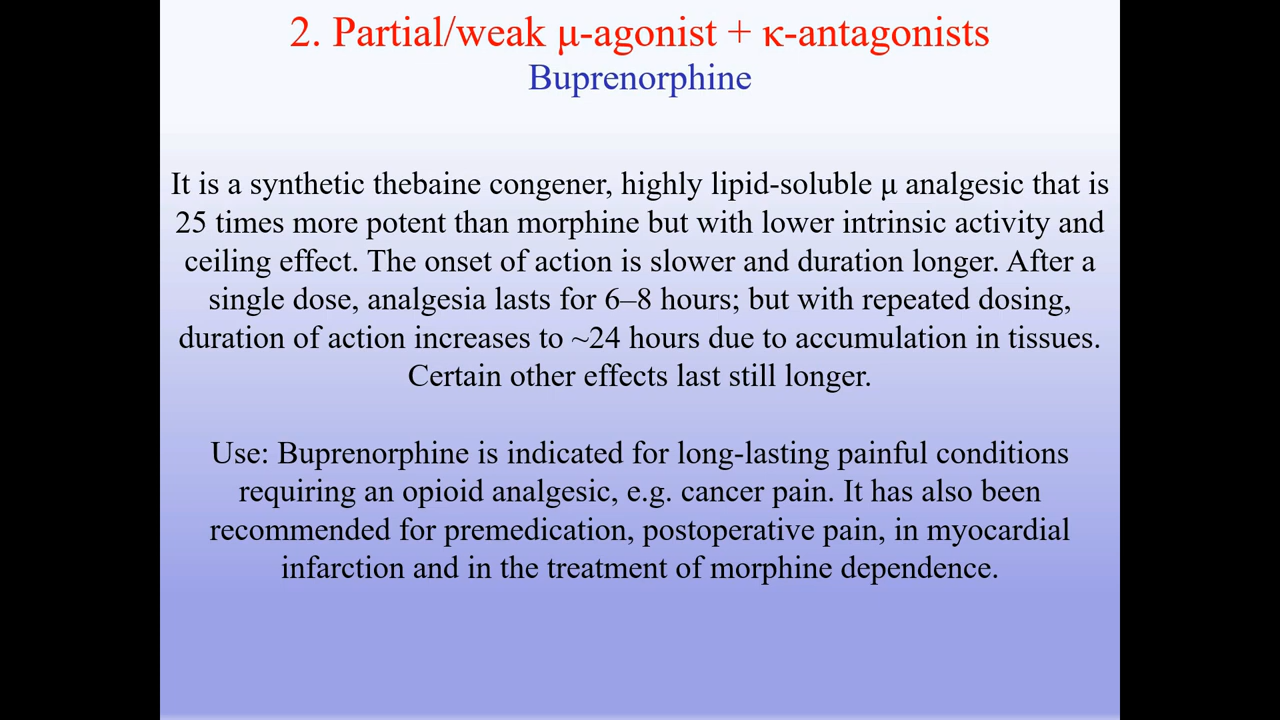 2. Partial/weak μ-agonist + κ-antagonists
Buprenorphine
It is a synthetic thebaine congener, highly lipid-soluble μ analgesic that is
25 times more potent than morphine but with lower intrinsic activity and
ceiling effect. The onset of action is slower and duration longer. After a
single dose, analgesia lasts for 6–8 hours; but with repeated dosing,
duration of action increases to ~24 hours due to accumulation in tissues.
Certain other effects last still longer.
Use: Buprenorphine is indicated for long-lasting painful conditions
requiring an opioid analgesic, e.g. cancer pain. It has also been
recommended for premedication, postoperative pain, in myocardial
infarction and in the treatment of morphine dependence.